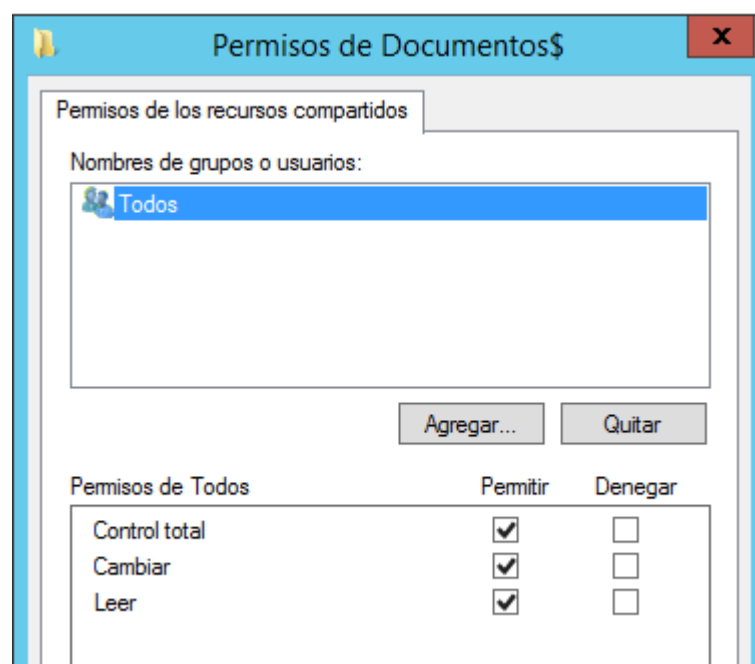 Permisos de Documentos$
x
Permisos de los recursos compartidos
Nombres de grupos o usuarios:
Todos
Agregar... Quitar
Permisos de Todos Permitir Denegar
Control total
Cambiar
Leer